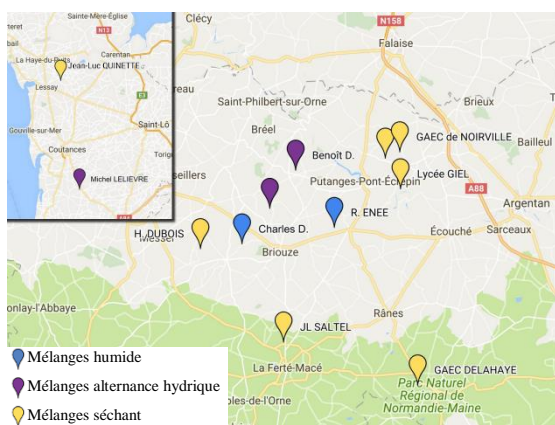 Sainte-Mère-Église
N13
Carentan
La Haye-du-Puits
Jean-Luc QUINETTE
Lessay
E3
Saint-Lô
Gouville-sur-Mer
Coutances
Michel LELIEVRE
A84
Clécy
N158
Falaise
Saint-Philbert-sur-Orne
Brieux
Bréel
GAEC de NOIRVILLE
Bailleul
Benoît D.
Lycée GIEL
Putanges-Pont-Écrepin
A88
R. ENEE
Argentan
H. DUBOIS
Messei
Charles D.
Écouché
Sarceaux
Briouze
Rânes
JL SALTEL
La Ferté-Macé
GAEC DELAHAYE
Parc Naturel
Régional de
Normandie-Maine
Mélanges humide
Mélanges alternance hydrique
Mélanges séchant